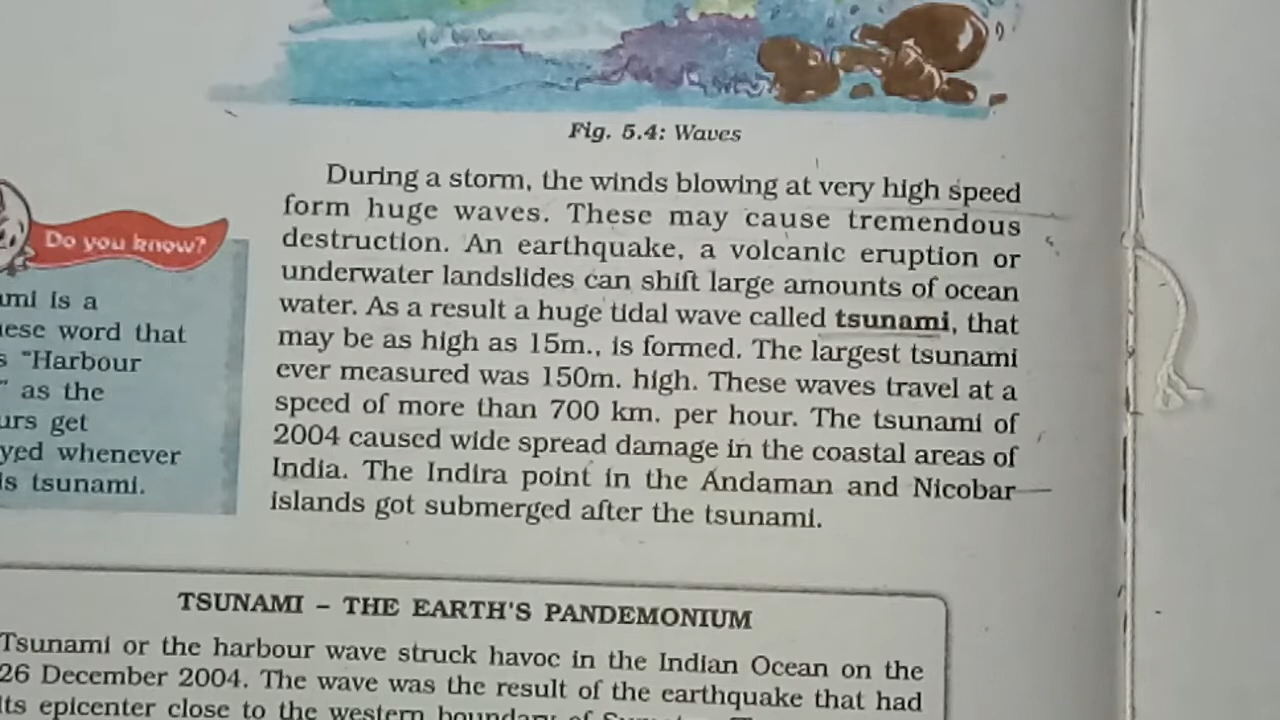 Fig. 5.4: Waves
During a storm, the winds blowing at very high speed
form huge waves. These may cause tremendous
destruction. An earthquake, a volcanic eruption or
underwater landslides can shift large amounts of ocean
water. As a result a huge tidal wave called tsunami, that
may be as high as 15m., is formed. The largest tsunami
ever measured was 150m. high. These waves travel at a
speed of more than 700 km. per hour. The tsunami of
2004 caused wide spread damage in the coastal areas of
India. The Indira point in the Andaman and Nicobar
islands got submerged after the tsunami.
Do you know?
ami is a
nese word that
s "Harbour
" as the
urs get
yed whenever
is tsunami.
TSUNAMI – THE EARTH'S PANDEMONIUM
Tsunami or the harbour wave struck havoc in the Indian Ocean on the
26 December 2004. The wave was the result of the earthquake that had
its epicenter close to the western boundary of